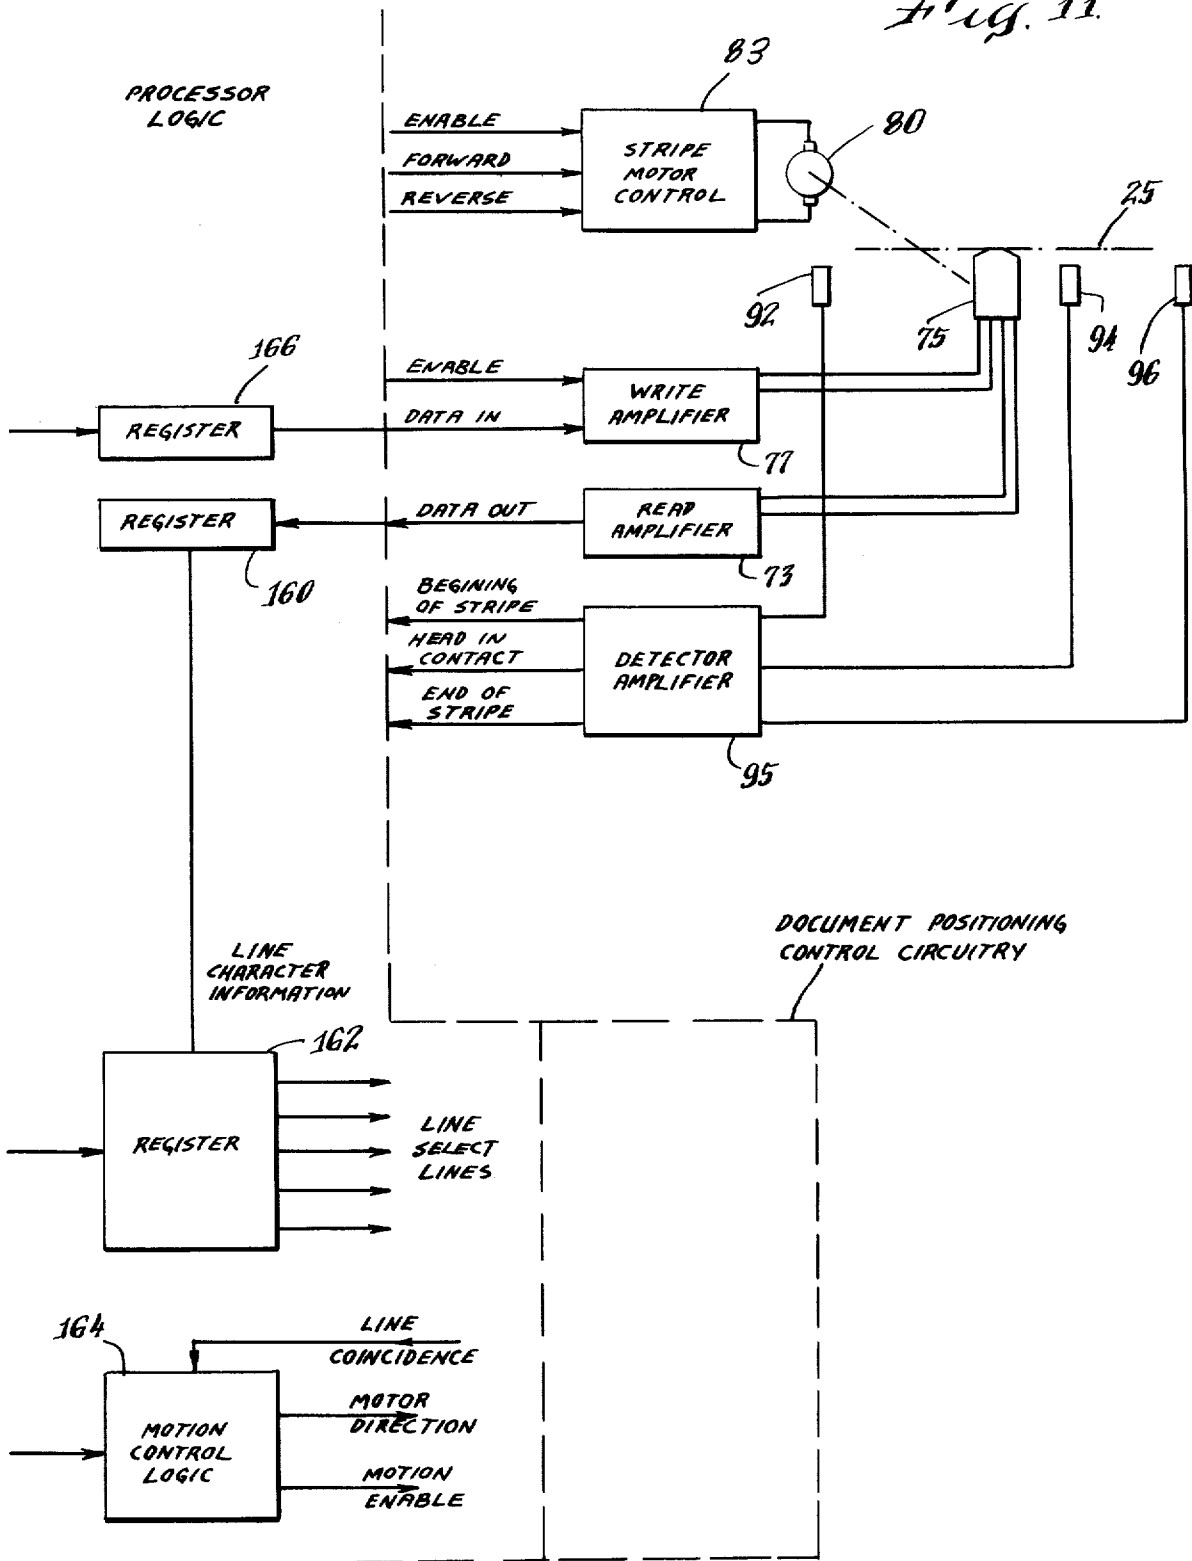 Fig. 11.
PROCESSOR
LOGIC
83
ENABLE
FORWARD
REVERSE
STRIPE
MOTOR
CONTROL
80
25
92
75
94
96
166
REGISTER
ENABLE
DATA IN
WRITE
AMPLIFIER
77
REGISTER
160
DATA OUT
READ
AMPLIFIER
73
BEGINING
OF STRIPE
HEAD IN
CONTACT
END OF
STRIPE
DETECTOR
AMPLIFIER
95
DOCUMENT POSITIONING
CONTROL CIRCUITRY
LINE
CHARACTER
INFORMATION
162
REGISTER
LINE
SELECT
LINES
164
LINE
COINCIDENCE
MOTION
CONTROL
LOGIC
MOTOR
DIRECTION
MOTION
ENABLE